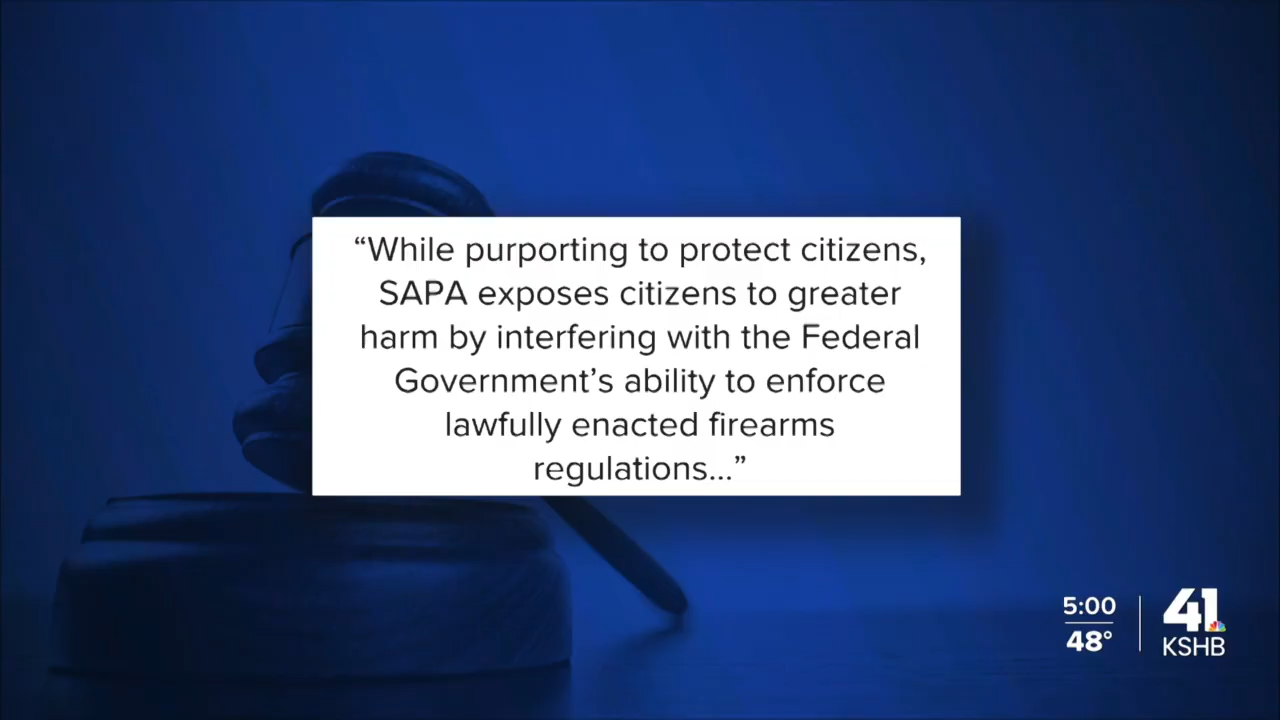 “While purporting to protect citizens,
SAPA exposes citizens to greater
harm by interfering with the Federal
Government’s ability to enforce
lawfully enacted firearms
regulations...”
5:00
48°
41
KSHB